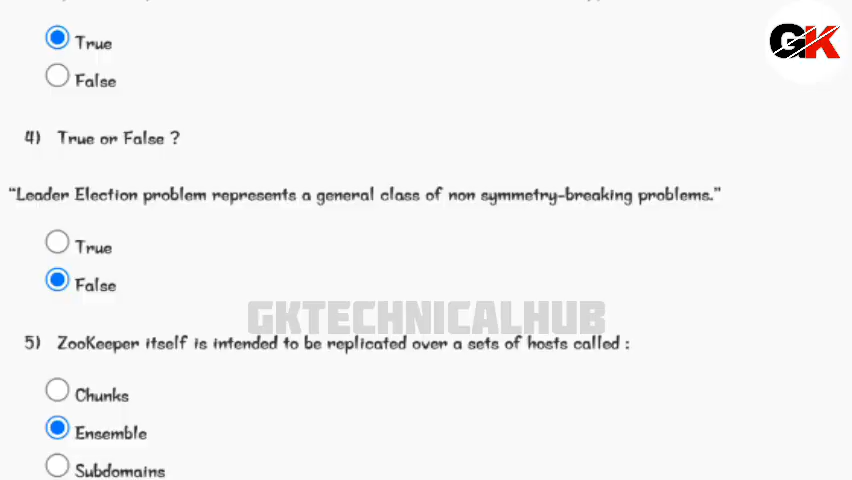 GK
True
False
4) True or False ?
“Leader Election problem represents a general class of non symmetry-breaking problems.”
True
False
GKTECHNICALHUB
5) ZooKeeper itself is intended to be replicated over a sets of hosts called :
Chunks
Ensemble
Subdomains